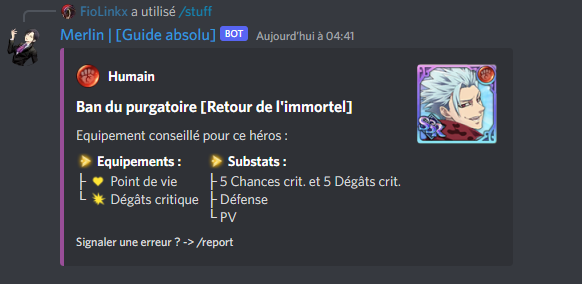 FioLinkx a utilisé /stuff
Merlin | [Guide absolu] BOT Aujourd'hui à 04:41
Humain
Ban du purgatoire [Retour de l'immortel]
Equipement conseillé pour ce héros :
Equipements :
Point de vie
Dégâts critique
Substats :
5 Chances crit. et 5 Dégâts crit.
Défense
PV
Signaler une erreur ? -> /report
SSR